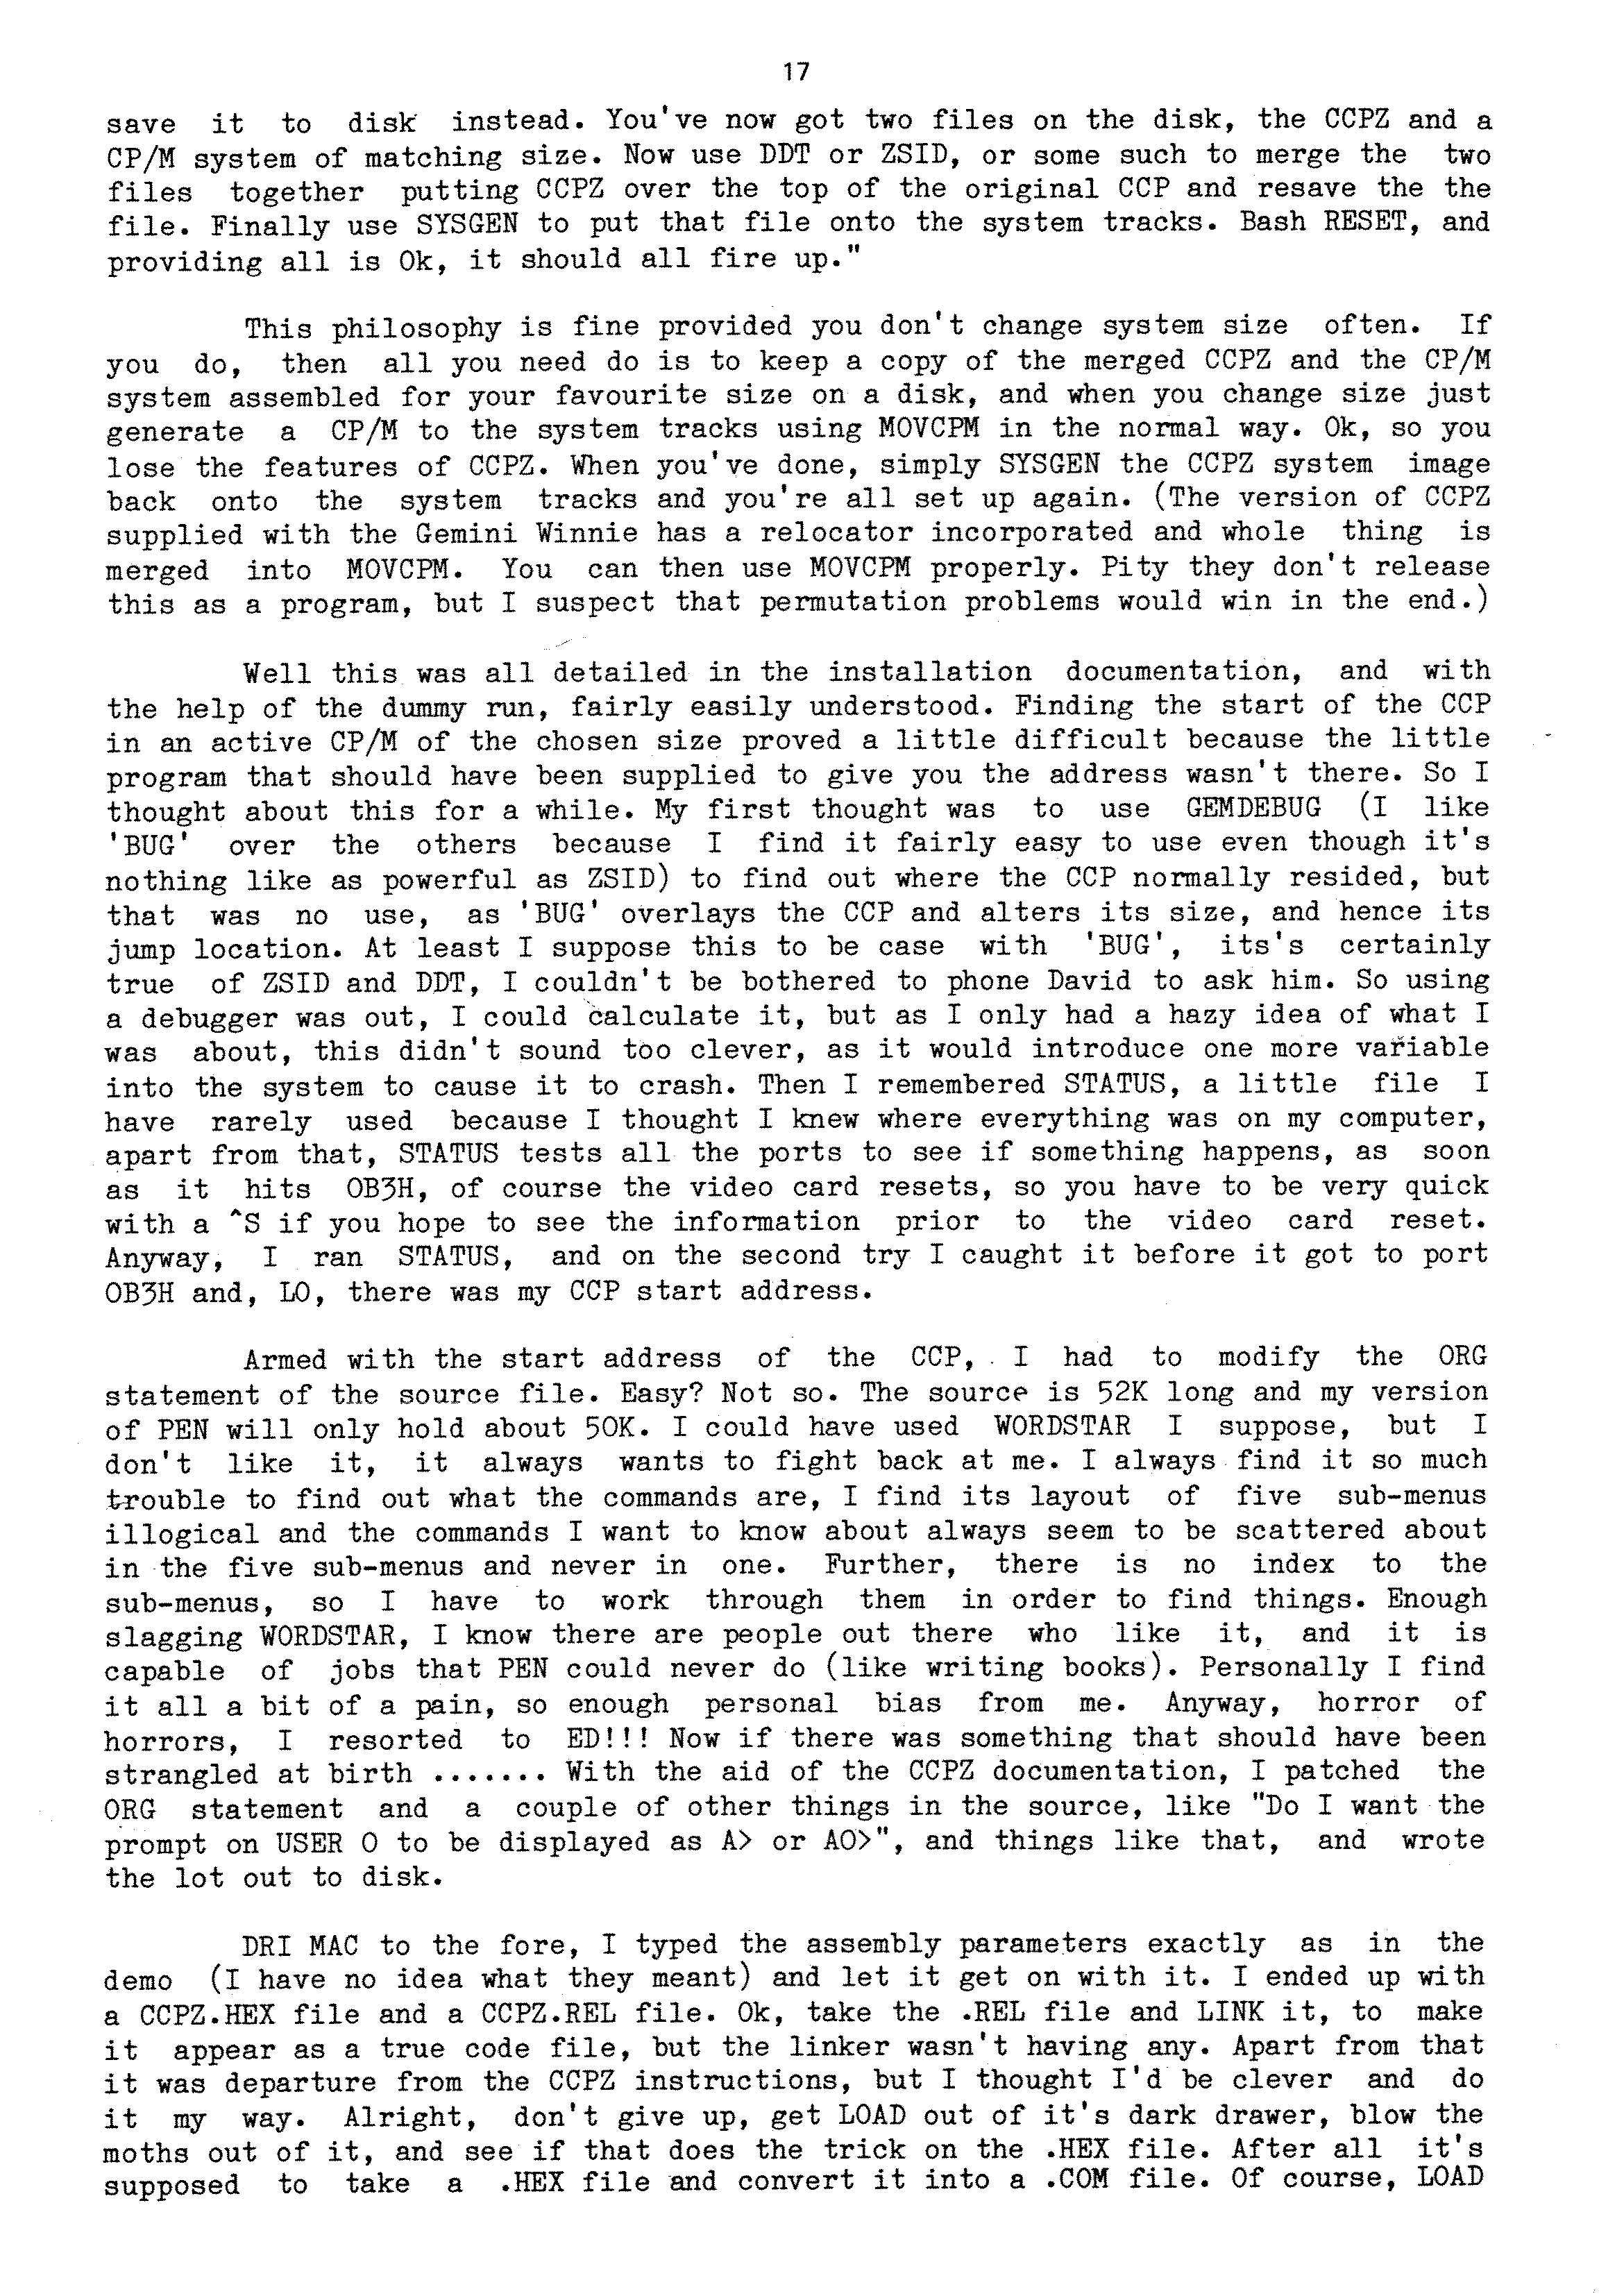 17
save it to disk instead. You've now got two files on the disk, the CCPZ and a
CP/M system of matching size. Now use DDT or ZSID, or some such to merge the two
files together putting CCPZ over the top of the original CCP and resave the the
file. Finally use SYSGEN to put that file onto the system tracks. Bash RESET, and
providing all is Ok, it should all fire up."
This philosophy is fine provided you don't change system size often. If
you do, then all you need do is to keep a copy of the merged CCPZ and the CP/M
system assembled for your favourite size on a disk, and when you change size just
generate a CP/M to the system tracks using MOVCPM in the normal way. Ok, so you
lose the features of CCPZ. When you've done, simply SYSGEN the CCPZ system image
back onto the system tracks and you're all set up again. (The version of CCPZ
supplied with the Gemini Winnie has a relocator incorporated and whole thing is
merged into MOVCPM. You can then use MOVCPM properly. Pity they don't release
this as a program, but I suspect that permutation problems would win in the end.)
Well this was all detailed in the installation documentation, and with
the help of the dummy run, fairly easily understood. Finding the start of the CCP
in an active CP/M of the chosen size proved a little difficult because the little
program that should have been supplied to give you the address wasn't there. So I
thought about this for a while. My first thought was to use GEMDEBUG (I like
'BUG' over the others because I find it fairly easy to use even though it's
nothing like as powerful as ZSID) to find out where the CCP normally resided, but
that was no use, as 'BUG' overlays the CCP and alters its size, and hence its
jump location. At least I suppose this to be case with 'BUG', its's certainly
true of ZSID and DDT, I couldn't be bothered to phone David to ask him. So using
a debugger was out, I could calculate it, but as I only had a hazy idea of what I
was about, this didn't sound too clever, as it would introduce one more variable
into the system to cause it to crash. Then I remembered STATUS, a little file I
have rarely used because I thought I knew where everything was on my computer,
apart from that, STATUS tests all the ports to see if something happens, as soon
as it hits 0B3H, of course the video card resets, so you have to be very quick
with a ^S if you hope to see the information prior to the video card reset.
Anyway, I ran STATUS, and on the second try I caught it before it got to port
0B3H and, LO, there was my CCP start address.
Armed with the start address of the CCP, I had to modify the ORG
statement of the source file. Easy? Not so. The source is 52K long and my version
of PEN will only hold about 50K. I could have used WORDSTAR I suppose, but I
don't like it, it always wants to fight back at me. I always find it so much
trouble to find out what the commands are, I find its layout of five sub-menus
illogical and the commands I want to know about always seem to be scattered about
in the five sub-menus and never in one. Further, there is no index to the
sub-menus, so I have to work through them in order to find things. Enough
slagging WORDSTAR, I know there are people out there who like it, and it is
capable of jobs that PEN could never do (like writing books). Personally I find
it all a bit of a pain, so enough personal bias from me. Anyway, horror of
horrors, I resorted to ED!!! Now if there was something that should have been
strangled at birth ....... With the aid of the CCPZ documentation, I patched the
ORG statement and a couple of other things in the source, like "Do I want the
prompt on USER 0 to be displayed as A> or A0>", and things like that, and wrote
the lot out to disk.
DRI MAC to the fore, I typed the assembly parameters exactly as in the
demo (I have no idea what they meant) and let it get on with it. I ended up with
a CCPZ.HEX file and a CCPZ.REL file. Ok, take the .REL file and LINK it, to make
it appear as a true code file, but the linker wasn't having any. Apart from that
it was departure from the CCPZ instructions, but I thought I'd be clever and do
it my way. Alright, don't give up, get LOAD out of it's dark drawer, blow the
moths out of it, and see if that does the trick on the .HEX file. After all it's
supposed to take a .HEX file and convert it into a .COM file. Of course, LOAD